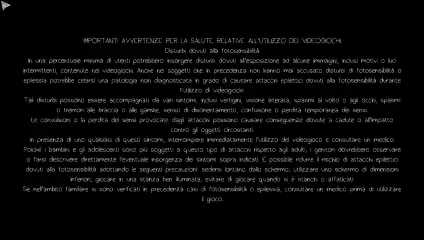 IMPORTANTI AVVERTENZE PER LA SALUTE RELATIVE ALL'UTILIZZO DEI VIDEOGIOCHI
Disturbi dovuti alla fotosensibilità
In una percentuale minima di utenti potrebbero insorgere disturbi dovuti all'esposizione ad alcune immagini, inclusi motivi o luci
intermittenti, contenute nei videogiochi. Anche nei soggetti che in precedenza non hanno mai accusato disturbi di fotosensibilità o
epilessia potrebbe celarsi una patologia non diagnosticata in grado di causare attacchi epilettici dovuti alla fotosensibilità durante
l'utilizzo di videogiochi.
Tali disturbi possono essere accompagnati da vari sintomi, inclusi vertigini, visione alterata, spasimi al volto o agli occhi, spasimi
o tremori alle braccia o alle gambe, senso di disorientamento, confusione o perdita temporanea dei sensi.
Le convulsioni o la perdita dei sensi provocate dagli attacchi possono causare conseguenze dovute a cadute o all'impatto
contro gli oggetti circostanti.
In presenza di uno qualsiasi di questi sintomi, interrompere immediatamente l'utilizzo del videogioco e consultare un medico.
Poiché i bambini e gli adolescenti sono più soggetti a questo tipo di attacchi rispetto agli adulti, i genitori dovrebbero osservare
o farsi descrivere direttamente l'eventuale insorgenza dei sintomi sopra indicati. È possibile ridurre il rischio di attacchi epilettici
dovuti alla fotosensibilità adottando le seguenti precauzioni: sedersi lontano dallo schermo; utilizzare uno schermo di dimensioni
inferiori; giocare in una stanza ben illuminata; evitare di giocare quando si è stanchi o affaticati.
Se nell'ambito familiare si sono verificati in precedenza casi di fotosensibilità o epilessia, consultare un medico prima di utilizzare
il gioco.